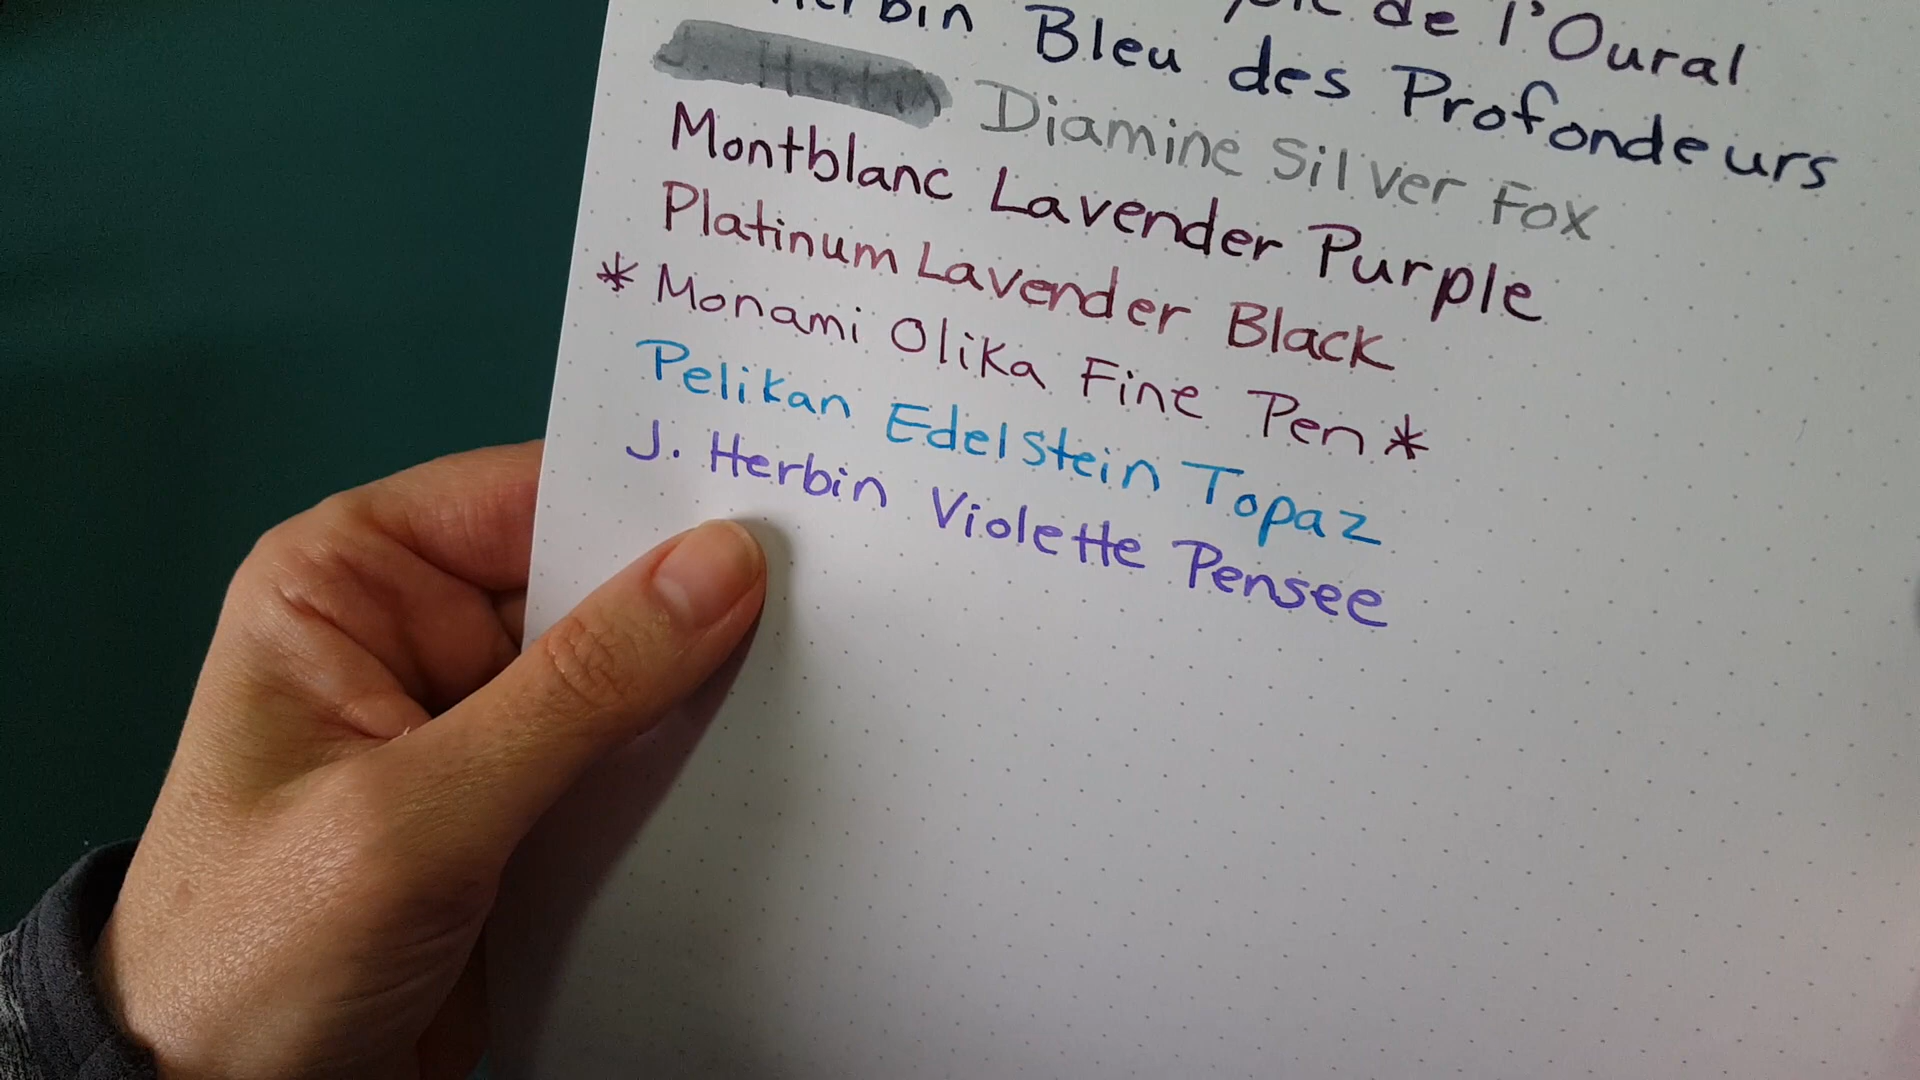 de l'Oural
Herbin Bleu des Profondeurs
J. Herbin Diamine Silver Fox
Montblanc Lavender Purple
Platinum Lavender Black
* Monami Olika Fine Pen *
Pelikan Edelstein Topaz
J. Herbin Violette Pensee